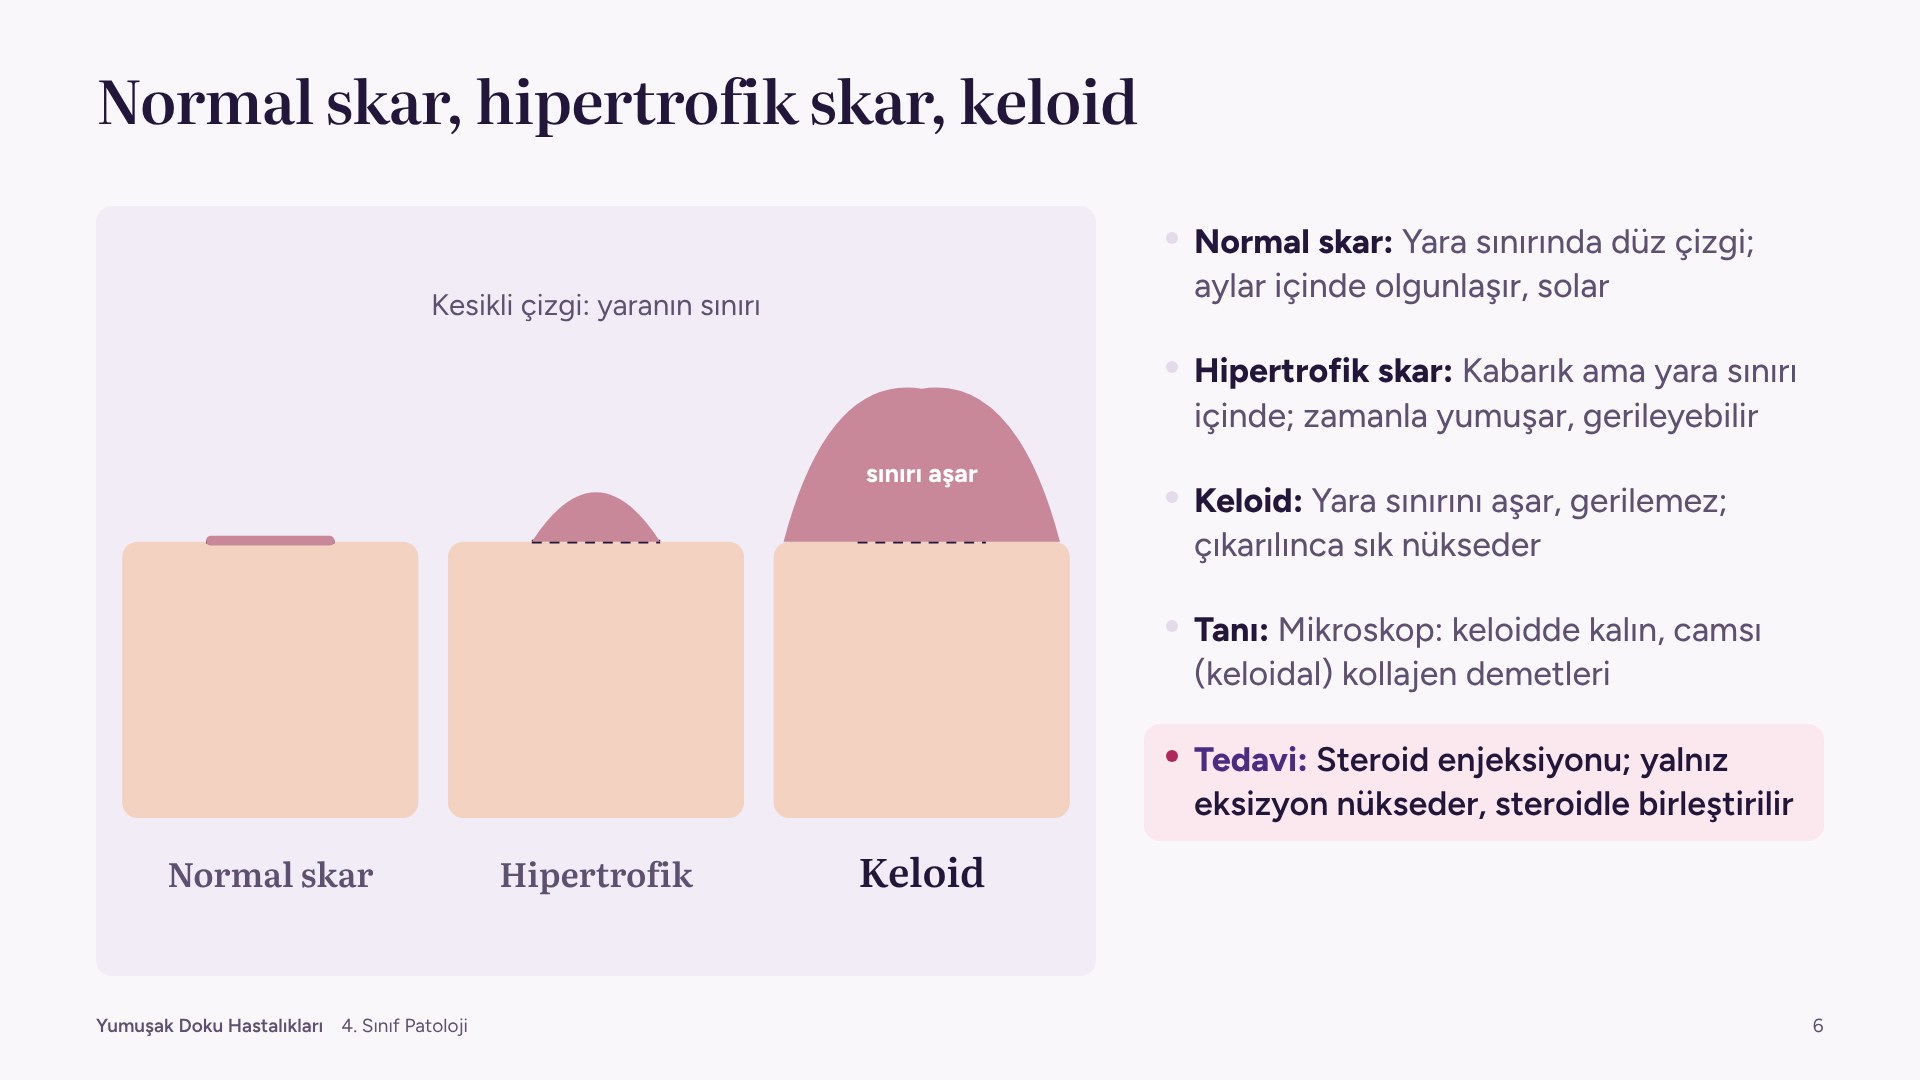 Normal skar, hipertrofik skar, keloid
Kesikli çizgi: yaranın sınırı
sınırı aşar
Normal skar
Hipertrofik
Keloid
Normal skar: Yara sınırında düz çizgi;
aylar içinde olgunlaşır, solar
Hipertrofik skar: Kabarık ama yara sınırı
içinde; zamanla yumuşar, gerileyebilir
Keloid: Yara sınırını aşar, gerilemez;
çıkarılınca sık nükseder
Tanı: Mikroskop: keloidde kalın, camsı
(keloidal) kollajen demetleri
Tedavi: Steroid enjeksiyonu; yalnız
eksizyon nükseder, steroidle birleştirilir
Yumuşak Doku Hastalıkları 4. Sınıf Patoloji
6